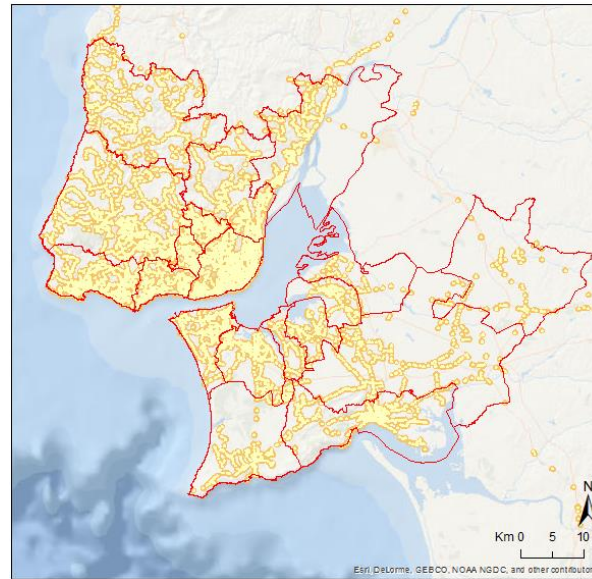 N
Km 0 5 10
Esri, DeLorme, GEBCO, NOAA NGDC, and other contributors